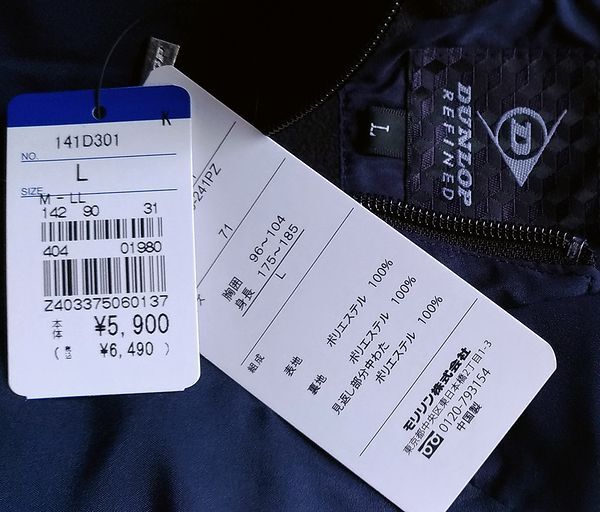 K
NO. 141D301
SIZE L
M - LL
142 90 31
404 01980
Z403375060137
本体 ¥5,900
(税込 ¥6,490)
-241PZ
71
ズ
胸囲 96~104
身長 175~185
L
組成
表地 ポリエステル 100%
裏地 ポリエステル 100%
見返し部分中わた ポリエステル 100%
モリリン株式会社
東京都中央区東日本橋2丁目1-3
0120-793154
中国製
L
D
DUNLOP
REFINED